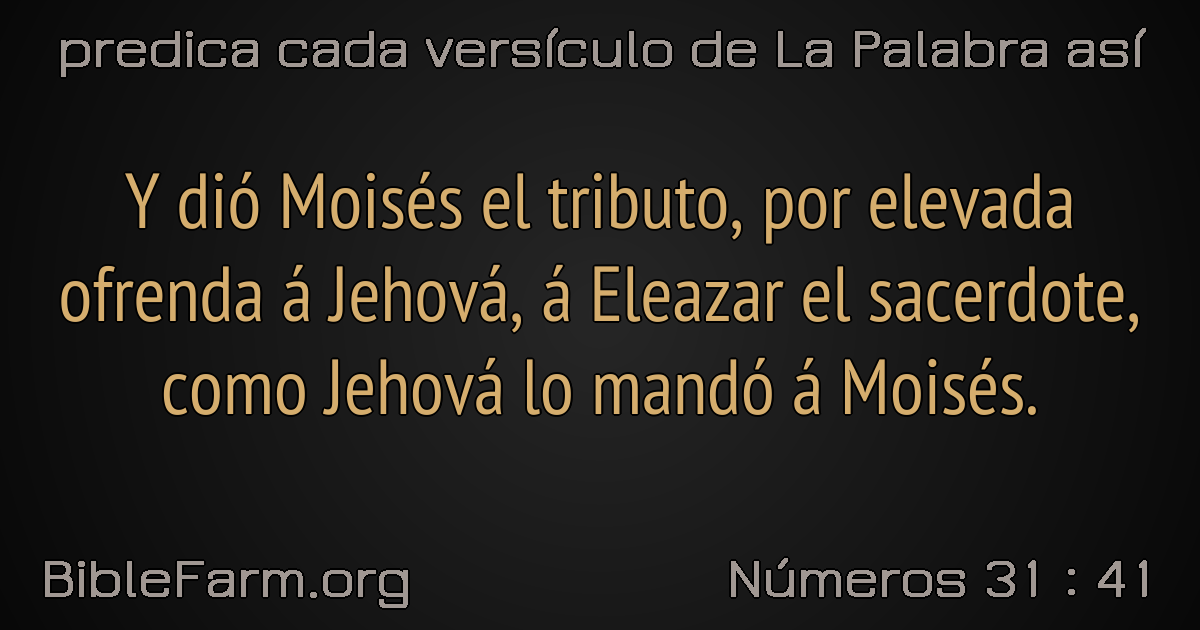 predica cada versículo de La Palabra así
Y dió Moisés el tributo, por elevada
ofrenda á Jehová, á Eleazar el sacerdote,
como Jehová lo mandó á Moisés.
BibleFarm.org
Números 31 : 41